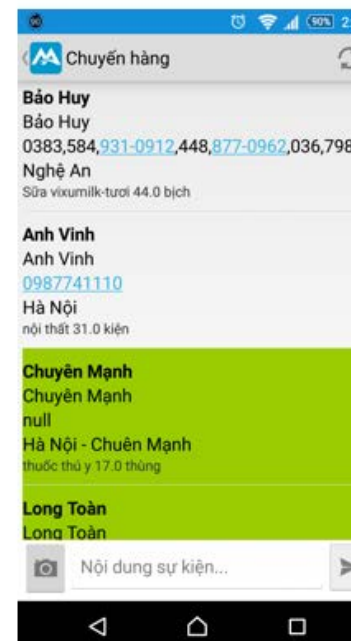 90% 2:
Chuyến hàng
Bảo Huy
Bảo Huy
0383,584,931-0912,448,877-0962,036,798
Nghệ An
Sữa vixumilk-tươi 44.0 bịch
Anh Vinh
Anh Vinh
0987741110
Hà Nội
nội thất 31.0 kiện
Chuyên Mạnh
Chuyên Mạnh
null
Hà Nội - Chuên Mạnh
thuốc thú y 17.0 thùng
Long Toàn
Long Toàn
Nội dung sự kiện...